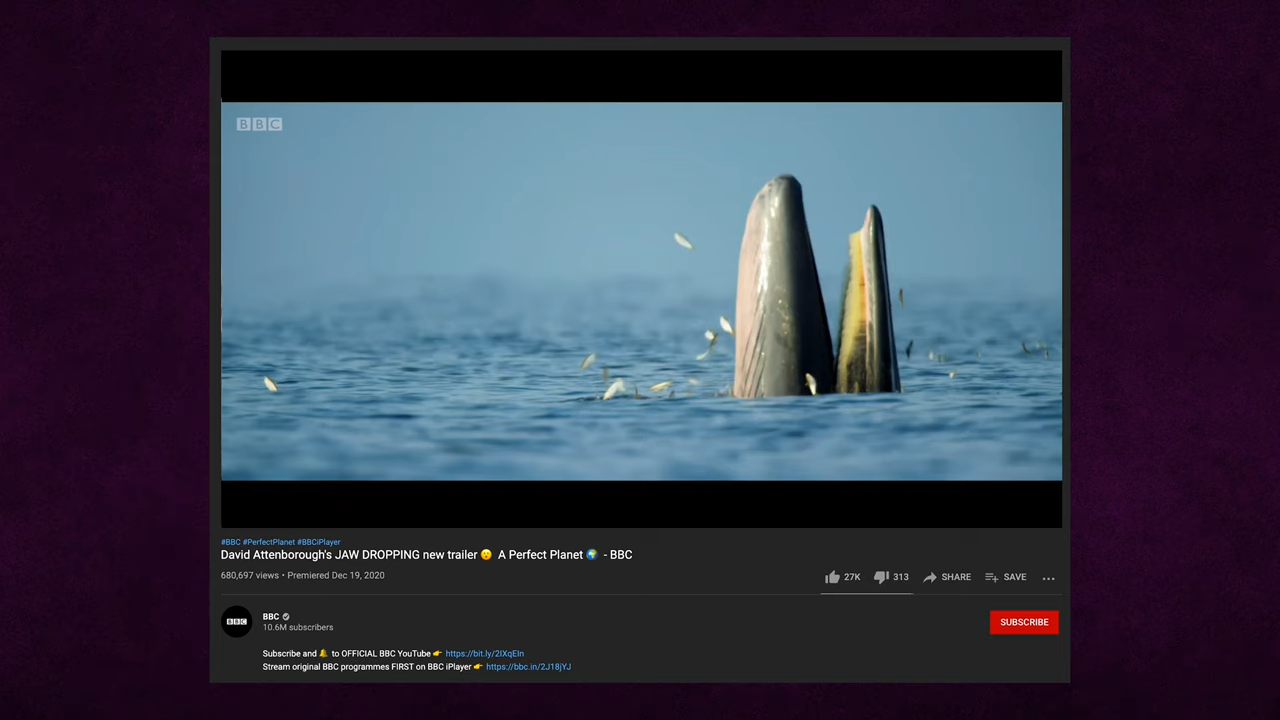 BBC
#BBC #PerfectPlanet #BBCiPlayer
David Attenborough's JAW DROPPING new trailer 😮 A Perfect Planet 🌍 - BBC
680,697 views • Premiered Dec 19, 2020
27K 313 SHARE SAVE ...
BBC
BBC
10.6M subscribers
SUBSCRIBE
Subscribe and 🔔 to OFFICIAL BBC YouTube 👉 https://bit.ly/2IXqEIn
Stream original BBC programmes FIRST on BBC iPlayer 👉 https://bbc.in/2J18jYJ